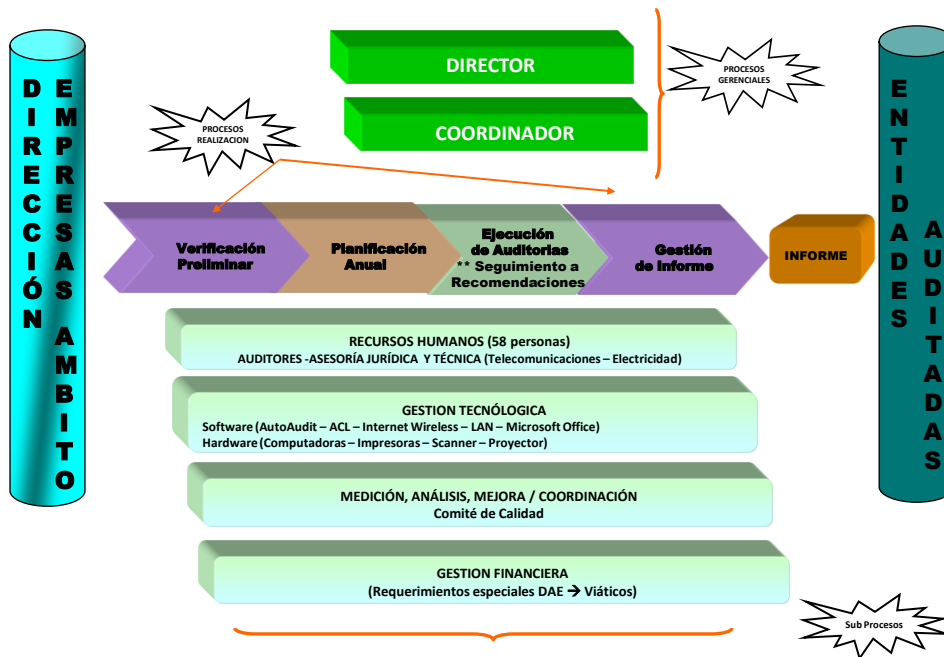 DIRECCIÓN
EMPRESAS AMBITO
DIRECTOR
COORDINADOR
PROCESOS
GERENCIALES
PROCESOS
REALIZACION
Verificación
Preliminar
Planificación
Anual
Ejecución
de Auditorias
** Seguimiento a
Recomendaciones
Gestión
de Informe
INFORME
ENTIDADES
AUDITADAS
RECURSOS HUMANOS (58 personas)
AUDITORES -ASESORÍA JURÍDICA Y TÉCNICA (Telecomunicaciones – Electricidad)
GESTION TECNÓLOGICA
Software (AutoAudit – ACL – Internet Wireless – LAN – Microsoft Office)
Hardware (Computadoras – Impresoras – Scanner – Proyector)
MEDICIÓN, ANÁLISIS, MEJORA / COORDINACIÓN
Comité de Calidad
GESTION FINANCIERA
(Requerimientos especiales DAE → Viáticos)
Sub Procesos